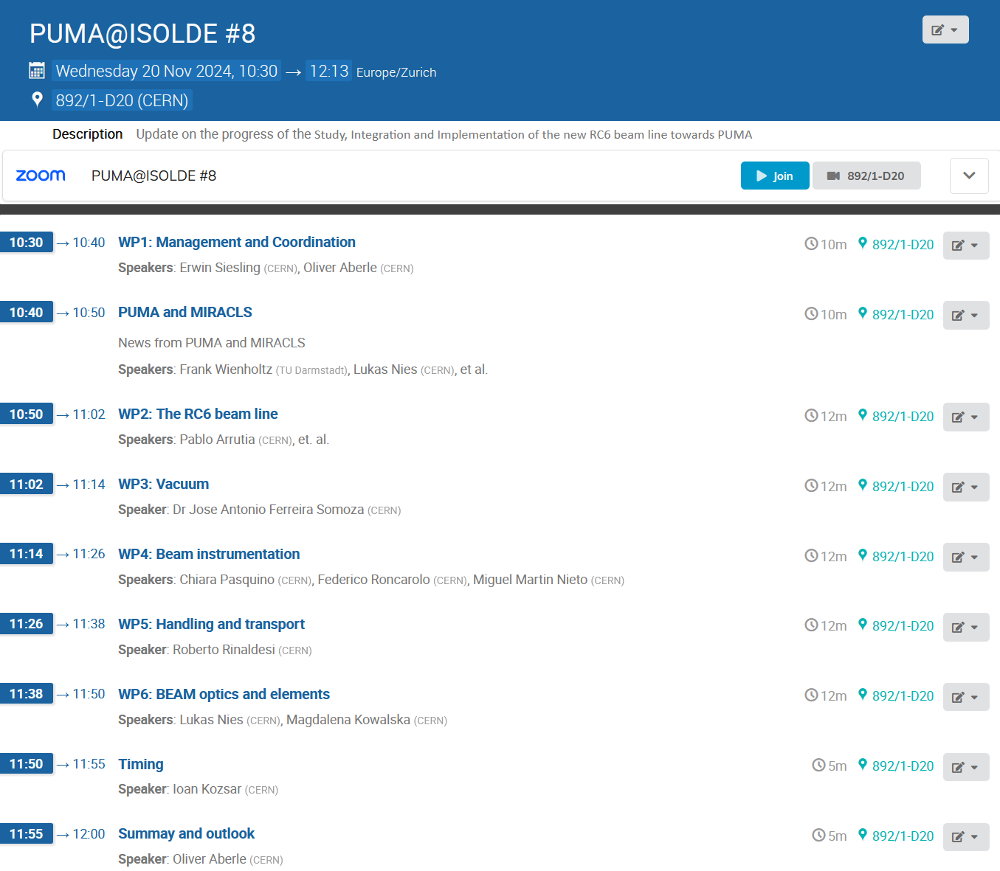 PUMA@ISOLDE #8
Wednesday 20 Nov 2024, 10:30 → 12:13 Europe/Zurich
892/1-D20 (CERN)
Description Update on the progress of the Study, Integration and Implementation of the new RC6 beam line towards PUMA
zoom PUMA@ISOLDE #8 Join 892/1-D20
10:30 → 10:40 WP1: Management and Coordination 10m 892/1-D20
Speakers: Erwin Siesling (CERN), Oliver Aberle (CERN)
10:40 → 10:50 PUMA and MIRACLS 10m 892/1-D20
News from PUMA and MIRACLS
Speakers: Frank Wienholtz (TU Darmstadt), Lukas Nies (CERN), et al.
10:50 → 11:02 WP2: The RC6 beam line 12m 892/1-D20
Speakers: Pablo Arrutia (CERN), et. al.
11:02 → 11:14 WP3: Vacuum 12m 892/1-D20
Speaker: Dr Jose Antonio Ferreira Somoza (CERN)
11:14 → 11:26 WP4: Beam instrumentation 12m 892/1-D20
Speakers: Chiara Pasquino (CERN), Federico Roncarolo (CERN), Miguel Martin Nieto (CERN)
11:26 → 11:38 WP5: Handling and transport 12m 892/1-D20
Speaker: Roberto Rinaldesi (CERN)
11:38 → 11:50 WP6: BEAM optics and elements 12m 892/1-D20
Speakers: Lukas Nies (CERN), Magdalena Kowalska (CERN)
11:50 → 11:55 Timing 5m 892/1-D20
Speaker: Ioan Kozsar (CERN)
11:55 → 12:00 Summay and outlook 5m 892/1-D20
Speaker: Oliver Aberle (CERN)